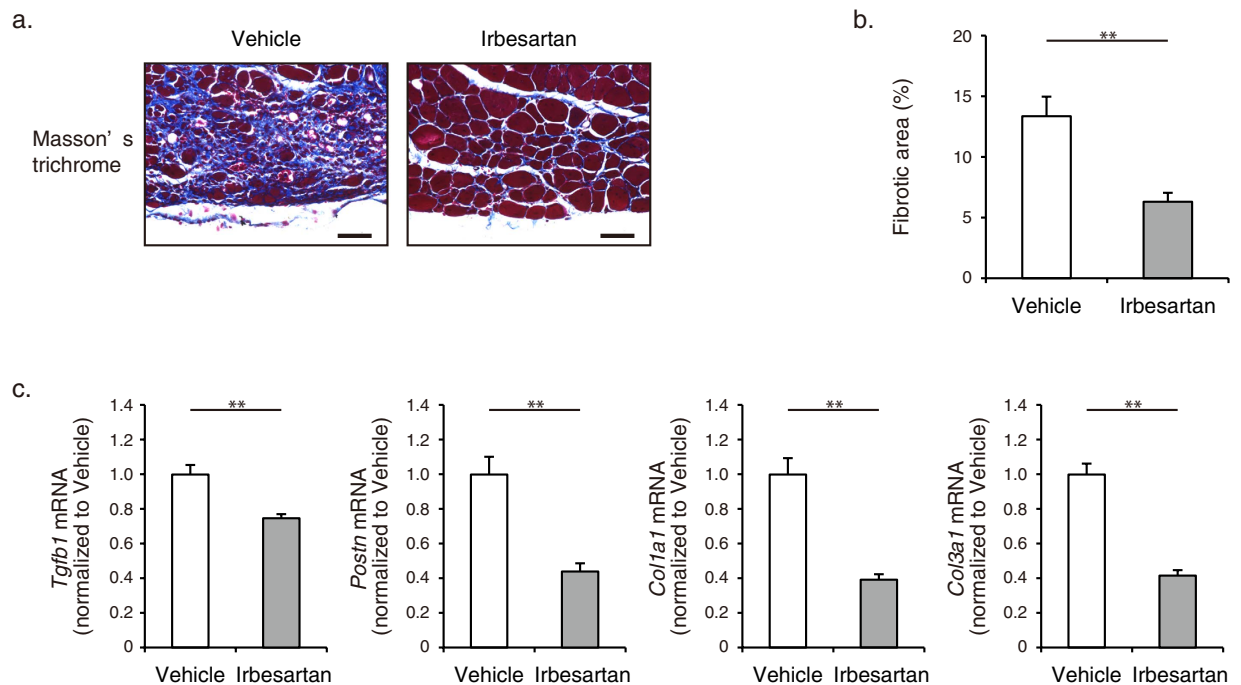 a.
Vehicle
Irbesartan
Masson' s
trichrome
b.
Fibrotic area (%)
20
15
10
5
0
**
Vehicle
Irbesartan
c.
Tgfb1 mRNA
(normalized to Vehicle)
1.4
1.2
1.0
0.8
0.6
0.4
0.2
0
**
Vehicle
Irbesartan
Postn mRNA
(normalized to Vehicle)
1.4
1.2
1.0
0.8
0.6
0.4
0.2
0
**
Vehicle
Irbesartan
Col1a1 mRNA
(normalized to Vehicle)
1.4
1.2
1.0
0.8
0.6
0.4
0.2
0
**
Vehicle
Irbesartan
Col3a1 mRNA
(normalized to Vehicle)
1.4
1.2
1.0
0.8
0.6
0.4
0.2
0
**
Vehicle
Irbesartan